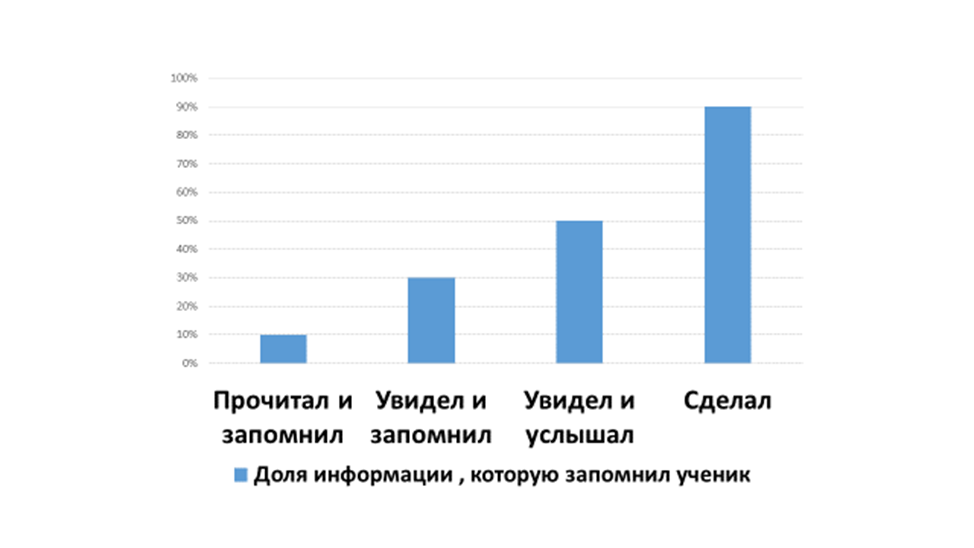 100%
90%
80%
70%
60%
50%
40%
30%
20%
10%
0%
Прочитал и
запомнил
Увидел и
запомнил
Увидел и
услышал
Сделал
Доля информации , которую запомнил ученик